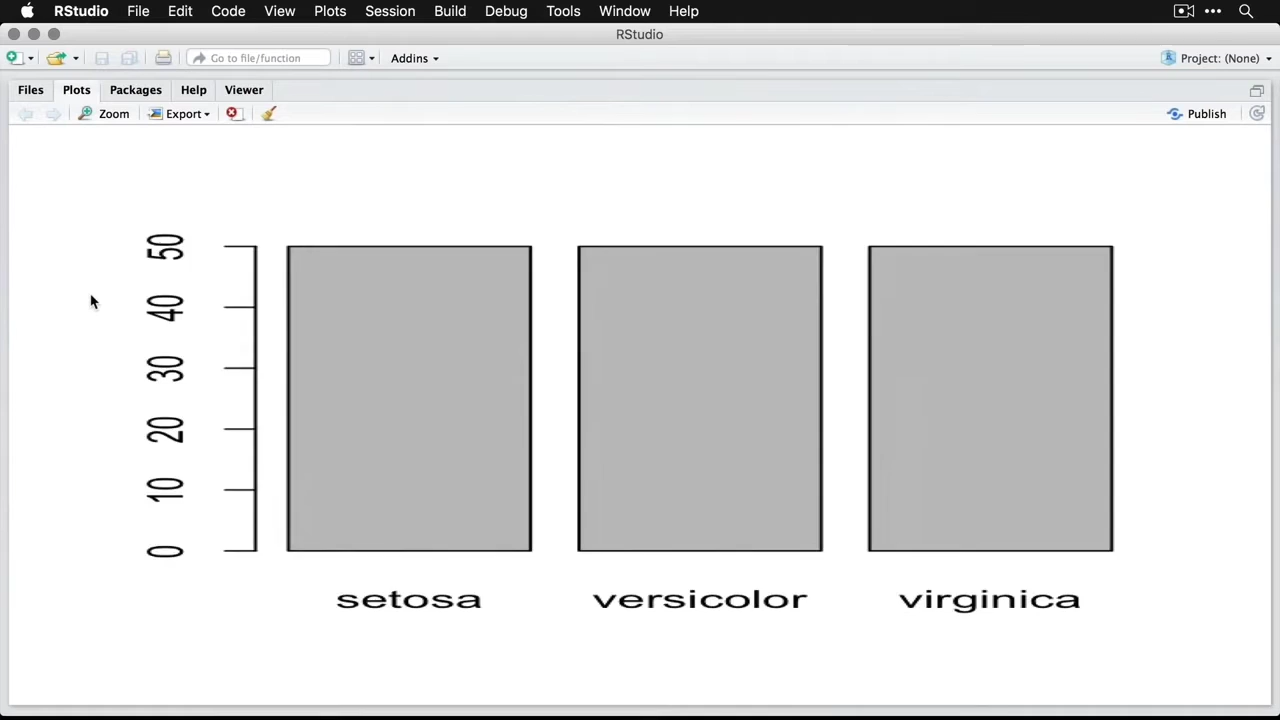 RStudio File Edit Code View Plots Session Build Debug Tools Window Help
RStudio
Go to file/function Addins Project: (None)
Files Plots Packages Help Viewer
Zoom Export Publish
50
40
30
20
10
0
setosa versicolor virginica